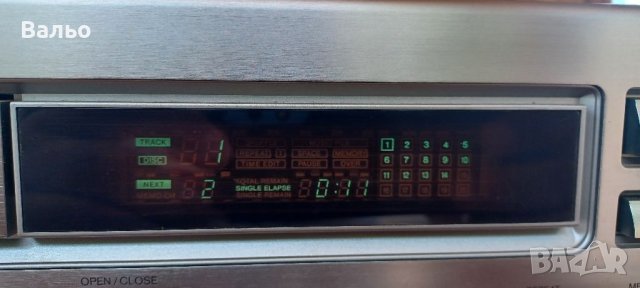 Вальо
TRACK 1 REPEAT SPACE MEMORY 1 2 3 4 5
DISC TIME EDIT PAUSE OVER 6 7 8 9 10
TOTAL REMAIN 11 12 13 14
NEXT 2 SINGLE ELAPSE 0:11
SINGLE REMAIN
OPEN/CLOSE
BAZAR